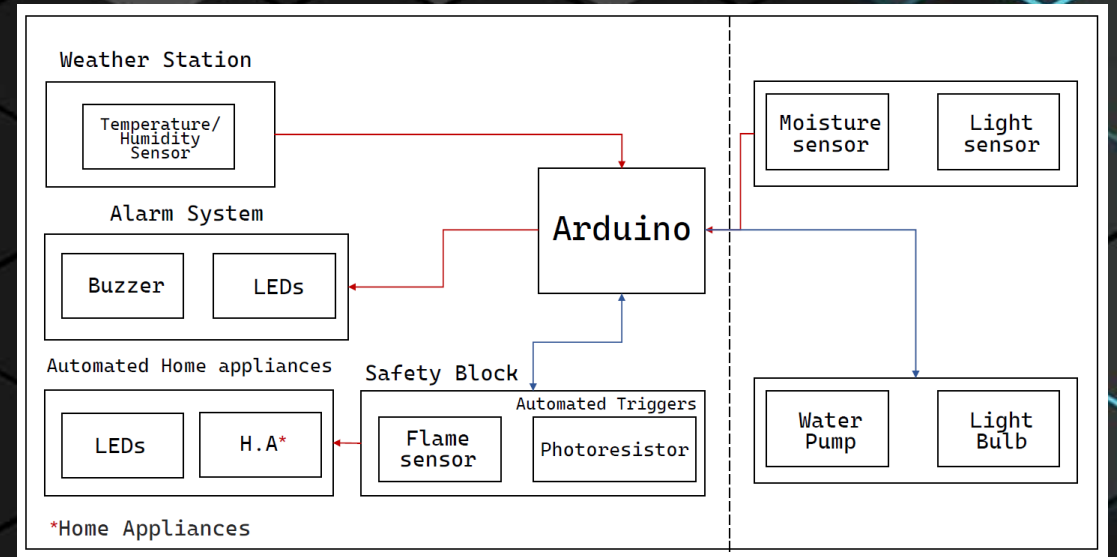 Weather Station
Temperature/
Humidity
Sensor
Alarm System
Buzzer
LEDs
Automated Home appliances
LEDs
H.A*
*Home Appliances
Safety Block
Automated Triggers
Flame
sensor
Photoresistor
Arduino
Moisture
sensor
Light
sensor
Water
Pump
Light
Bulb